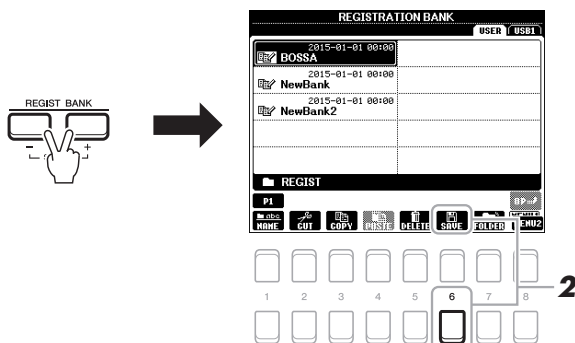 REGISTRATION BANK
USER USB1
2015-01-01 00:00
BOSSA
2015-01-01 00:00
NewBank
2015-01-01 00:00
NewBank2
REGIST BANK
- +
REGIST
P1 UP
NAME CUT COPY PASTE DELETE SAVE FOLDER MENU2
1 2 3 4 5 6 7 8
2